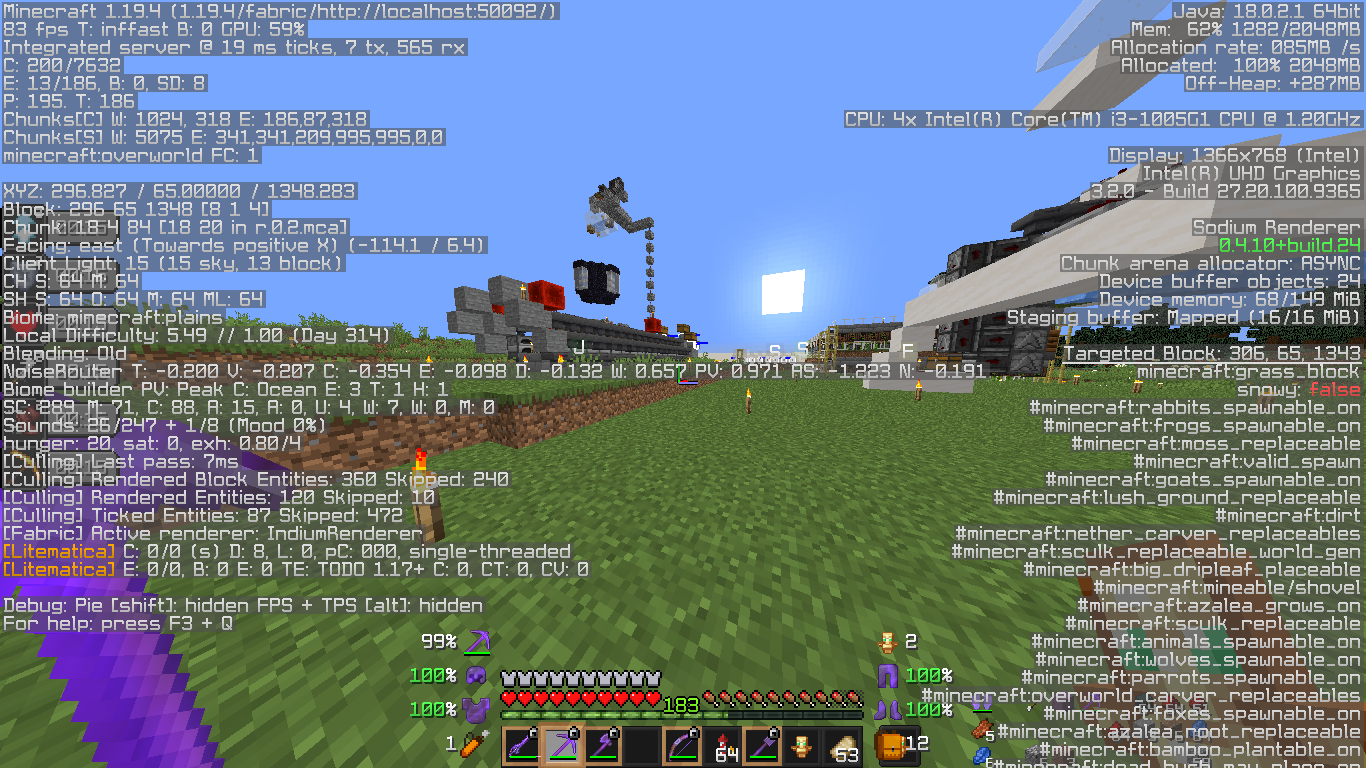 Minecraft 1.19.4 (1.19.4/fabric/http://localhost:50092/)
83 fps T: inffast B: 0 GPU: 59%
Integrated server @ 19 ms ticks, 7 tx, 565 rx
C: 200/7632
E: 13/186, B: 0, SD: 8
P: 195. T: 186
Chunks[C] W: 1024, 318 E: 186,87,318
Chunks[S] W: 5075 E: 341,341,209,995,995,0,0
minecraft:overworld FC: 1
XYZ: 296.827 / 65.00000 / 1348.283
Block: 296 65 1348 [8 1 4]
Chunk: 18 4 84 [18 20 in r.0.2.mca]
Facing: east (Towards positive X) (-114.1 / 6.4)
Client Light: 15 (15 sky, 13 block)
CH S: 64 M: 64
SH S: 64 O: 64 M: 64 ML: 64
Biome: minecraft:plains
Local Difficulty: 5.49 // 1.00 (Day 314)
Blending: Old
NoiseRouter T: -0.200 V: -0.207 C: -0.354 E: -0.098 D: -0.132 W: 0.657 PV: 0.971 AS: -1.223 N: -0.191
Biome builder PV: Peak C: Ocean E: 3 T: 1 H: 1
SC: 289, M: 71, C: 88, A: 15, A: 0, U: 4, W: 7, W: 0, M: 0
Sounds: 26/247 + 1/8 (Mood 0%)
hunger: 20, sat: 0, exh: 0.80/4
[Culling] Last pass: 7ms
[Culling] Rendered Block Entities: 360 Skipped: 240
[Culling] Rendered Entities: 120 Skipped: 10
[Culling] Ticked Entities: 87 Skipped: 472
[Fabric] Active renderer: IndiumRenderer
[Litematica] C: 0/0 (s) D: 8, L: 0, pC: 000, single-threaded
[Litematica] E: 0/0, B: 0 E: 0 TE: TODO 1.17+ C: 0, CT: 0, CV: 0
Debug: Pie [shift]: hidden FPS + TPS [alt]: hidden
For help: press F3 + Q
Java: 18.0.2.1 64bit
Mem: 62% 1282/2048MB
Allocation rate: 085MB /s
Allocated: 100% 2048MB
Off-Heap: +287MB
CPU: 4x Intel(R) Core(TM) i3-1005G1 CPU @ 1.20GHz
Display: 1366x768 (Intel)
Intel(R) UHD Graphics
3.2.0 - Build 27.20.100.9365
Sodium Renderer
0.4.10+build.24
Chunk arena allocator: ASYNC
Device buffer objects: 24
Device memory: 68/149 MiB
Staging buffer: Mapped (16/16 MiB)
Targeted Block: 306, 65, 1343
minecraft:grass_block
snowy: false
#minecraft:rabbits_spawnable_on
#minecraft:frogs_spawnable_on
#minecraft:moss_replaceable
#minecraft:valid_spawn
#minecraft:goats_spawnable_on
#minecraft:lush_ground_replaceable
#minecraft:dirt
#minecraft:nether_carver_replaceables
#minecraft:sculk_replaceable_world_gen
#minecraft:big_dripleaf_placeable
#minecraft:mineable/shovel
#minecraft:azalea_grows_on
#minecraft:sculk_replaceable
#minecraft:animals_spawnable_on
#minecraft:wolves_spawnable_on
#minecraft:parrots_spawnable_on
#minecraft:overworld_carver_replaceables
#minecraft:foxes_spawnable_on
#minecraft:azalea_root_replaceable
#minecraft:bamboo_plantable_on
#minecraft:dead_bush_may_place_on
J
S
S
F
99%
2
100%
100%
100%
183
100%
1
64
63
12
5